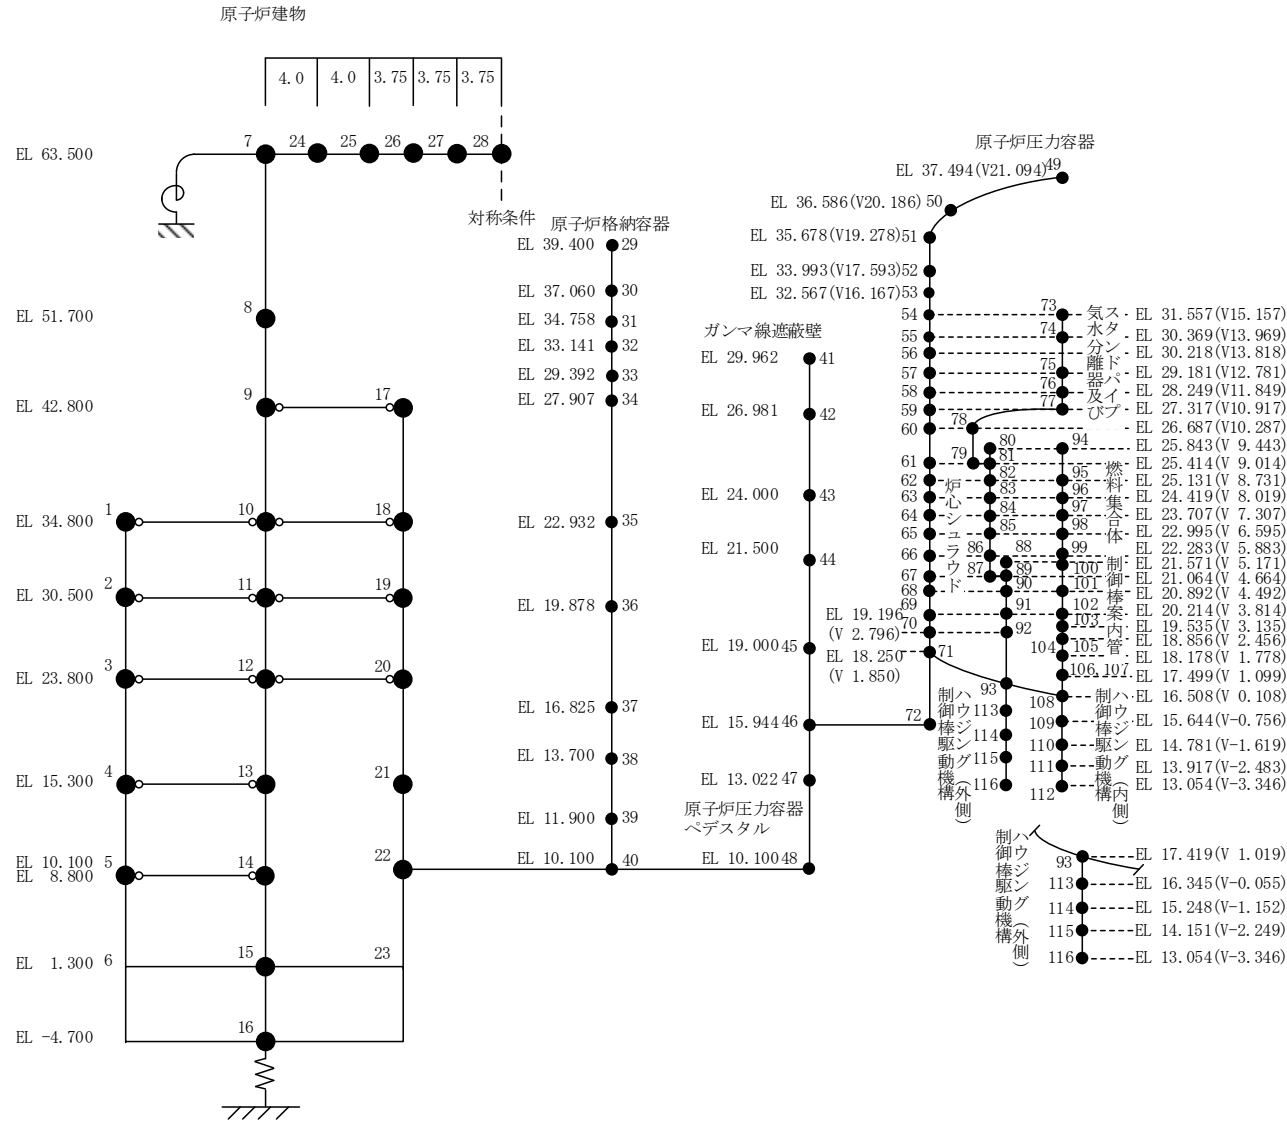 原子炉建物
4.0 4.0 3.75 3.75 3.75
EL 63.500
7 24 25 26 27 28
対称条件
EL 51.700
8
EL 42.800
9 17
EL 34.800
1 10 18
EL 30.500
2 11 19
EL 23.800
3 12 20
EL 15.300
4 13 21
EL 10.100
EL 8.800
5 14 22
EL 1.300
6 15 23
EL -4.700
16
原子炉格納容器
EL 39.400 29
EL 37.060 30
EL 34.758 31
EL 33.141 32
EL 29.392 33
EL 27.907 34
EL 22.932 35
EL 19.878 36
EL 16.825 37
EL 13.700 38
EL 11.900 39
EL 10.100 40
ガンマ線遮蔽壁
EL 29.962 41
EL 26.981 42
EL 24.000 43
EL 21.500 44
EL 19.000 45
EL 15.944 46
EL 13.022 47
原子炉圧力容器
ペデスタル
EL 10.100 48
原子炉圧力容器
EL 37.494(V21.094) 49
EL 36.586(V20.186) 50
EL 35.678(V19.278) 51
EL 33.993(V17.593) 52
EL 32.567(V16.167) 53
54
55
56
57
58
59
60
61
62
63
64
65
66
67
68
69
EL 19.196
(V 2.796)
70
EL 18.250
(V 1.850)
71
72
炉心シュラウド
73
74
75
76
77
78
79
80
81
82
83
84
85
86
87
88
89
90
91
92
93
113
114
115
116
制御棒駆動機構
ハウジング(外側)
94
95
96
97
98
99
100
101
102
103
104
105
106,107
108
109
110
111
112
スタンドパイプ
気水分離器及び
燃料集合体
制御棒案内管
制御棒駆動機構
ハウジング(内側)
EL 31.557(V15.157)
EL 30.369(V13.969)
EL 30.218(V13.818)
EL 29.181(V12.781)
EL 28.249(V11.849)
EL 27.317(V10.917)
EL 26.687(V10.287)
EL 25.843(V 9.443)
EL 25.414(V 9.014)
EL 25.131(V 8.731)
EL 24.419(V 8.019)
EL 23.707(V 7.307)
EL 22.995(V 6.595)
EL 22.283(V 5.883)
EL 21.571(V 5.171)
EL 21.064(V 4.664)
EL 20.892(V 4.492)
EL 20.214(V 3.814)
EL 19.535(V 3.135)
EL 18.856(V 2.456)
EL 18.178(V 1.778)
EL 17.499(V 1.099)
EL 16.508(V 0.108)
EL 15.644(V-0.756)
EL 14.781(V-1.619)
EL 13.917(V-2.483)
EL 13.054(V-3.346)
制御棒駆動機構
ハウジング(外側)
93 EL 17.419(V 1.019)
113 EL 16.345(V-0.055)
114 EL 15.248(V-1.152)
115 EL 14.151(V-2.249)
116 EL 13.054(V-3.346)